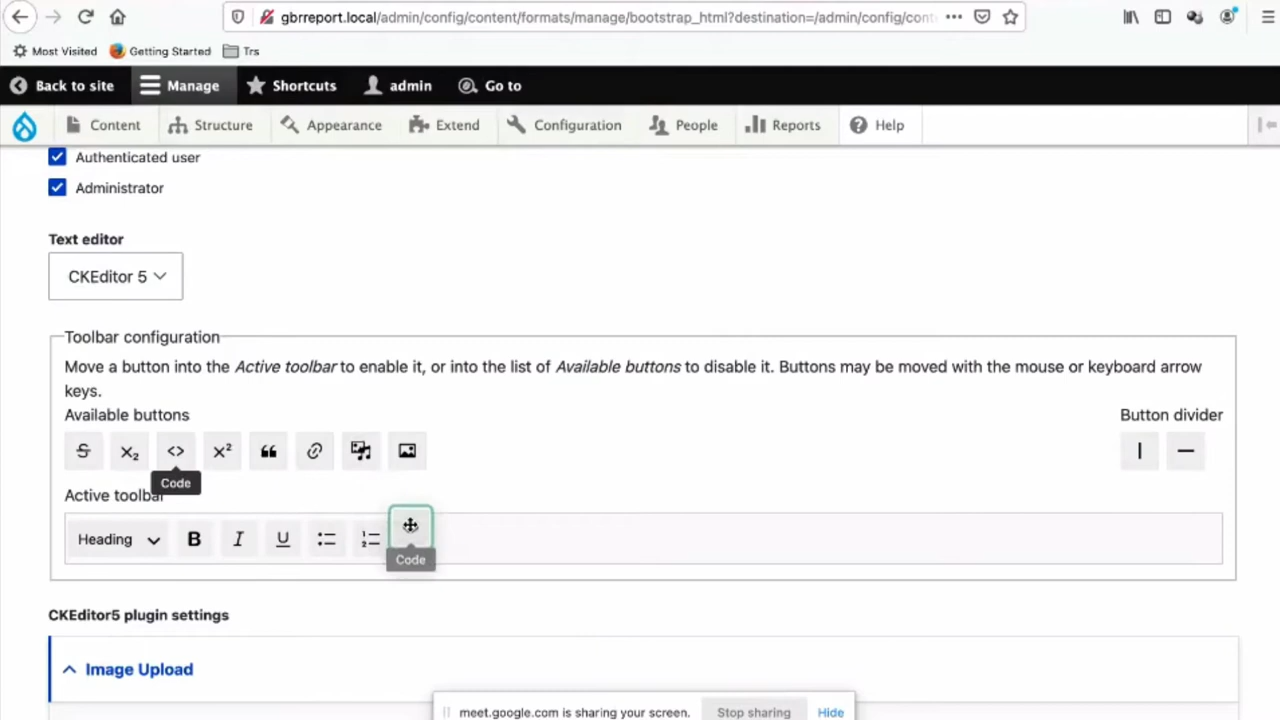 gbrreport.local/admin/config/content/formats/manage/bootstrap_html?destination=/admin/config/cont
Most Visited Getting Started Trs
Back to site Manage Shortcuts admin Go to
Content Structure Appearance Extend Configuration People Reports Help
Authenticated user
Administrator
Text editor
CKEditor 5
Toolbar configuration
Move a button into the Active toolbar to enable it, or into the list of Available buttons to disable it. Buttons may be moved with the mouse or keyboard arrow
keys.
Available buttons Button divider
S X₂ <> X²
Code
Active toolbar
Heading B I U
Code
CKEditor5 plugin settings
Image Upload
meet.google.com is sharing your screen. Stop sharing Hide